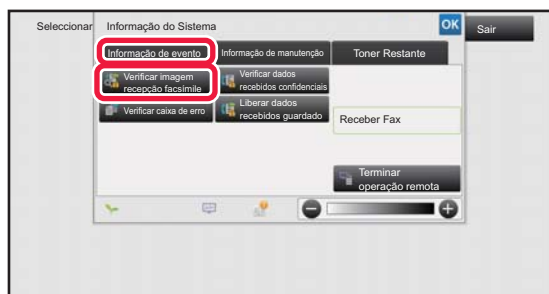 Seleccionar
Informação do Sistema
OK
Sair
Informação de evento
Informação de manutenção
Toner Restante
Verificar imagem
recepção facsimile
Verificar dados
recebidos confidenciais
Verificar caixa de erro
Liberar dados
recebidos guardado
Receber Fax
Terminar
operação remota